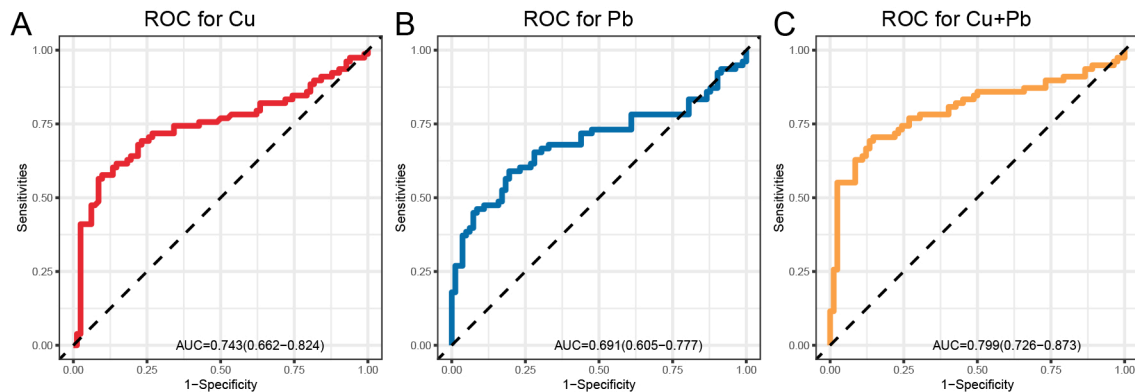 A
ROC for Cu
1.00
0.75
0.50
0.25
0.00
Sensitivities
AUC=0.743(0.662−0.824)
0.00 0.25 0.50 0.75 1.00
1−Specificity
B
ROC for Pb
1.00
0.75
0.50
0.25
0.00
Sensitivities
AUC=0.691(0.605−0.777)
0.00 0.25 0.50 0.75 1.00
1−Specificity
C
ROC for Cu+Pb
1.00
0.75
0.50
0.25
0.00
Sensitivities
AUC=0.799(0.726−0.873)
0.00 0.25 0.50 0.75 1.00
1−Specificity